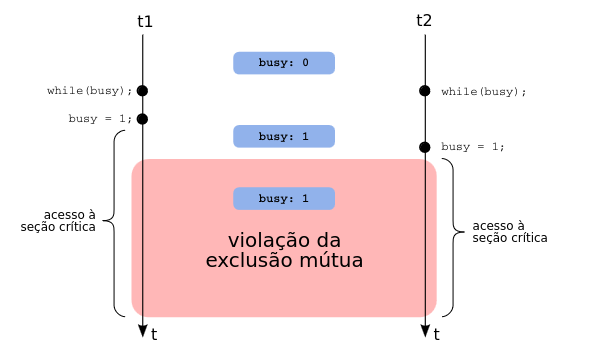 t1
t2
busy: 0
while(busy);
while(busy);
busy = 1;
busy: 1
busy = 1;
busy: 1
acesso à
seção crítica
violação da
exclusão mútua
acesso à
seção crítica
t
t